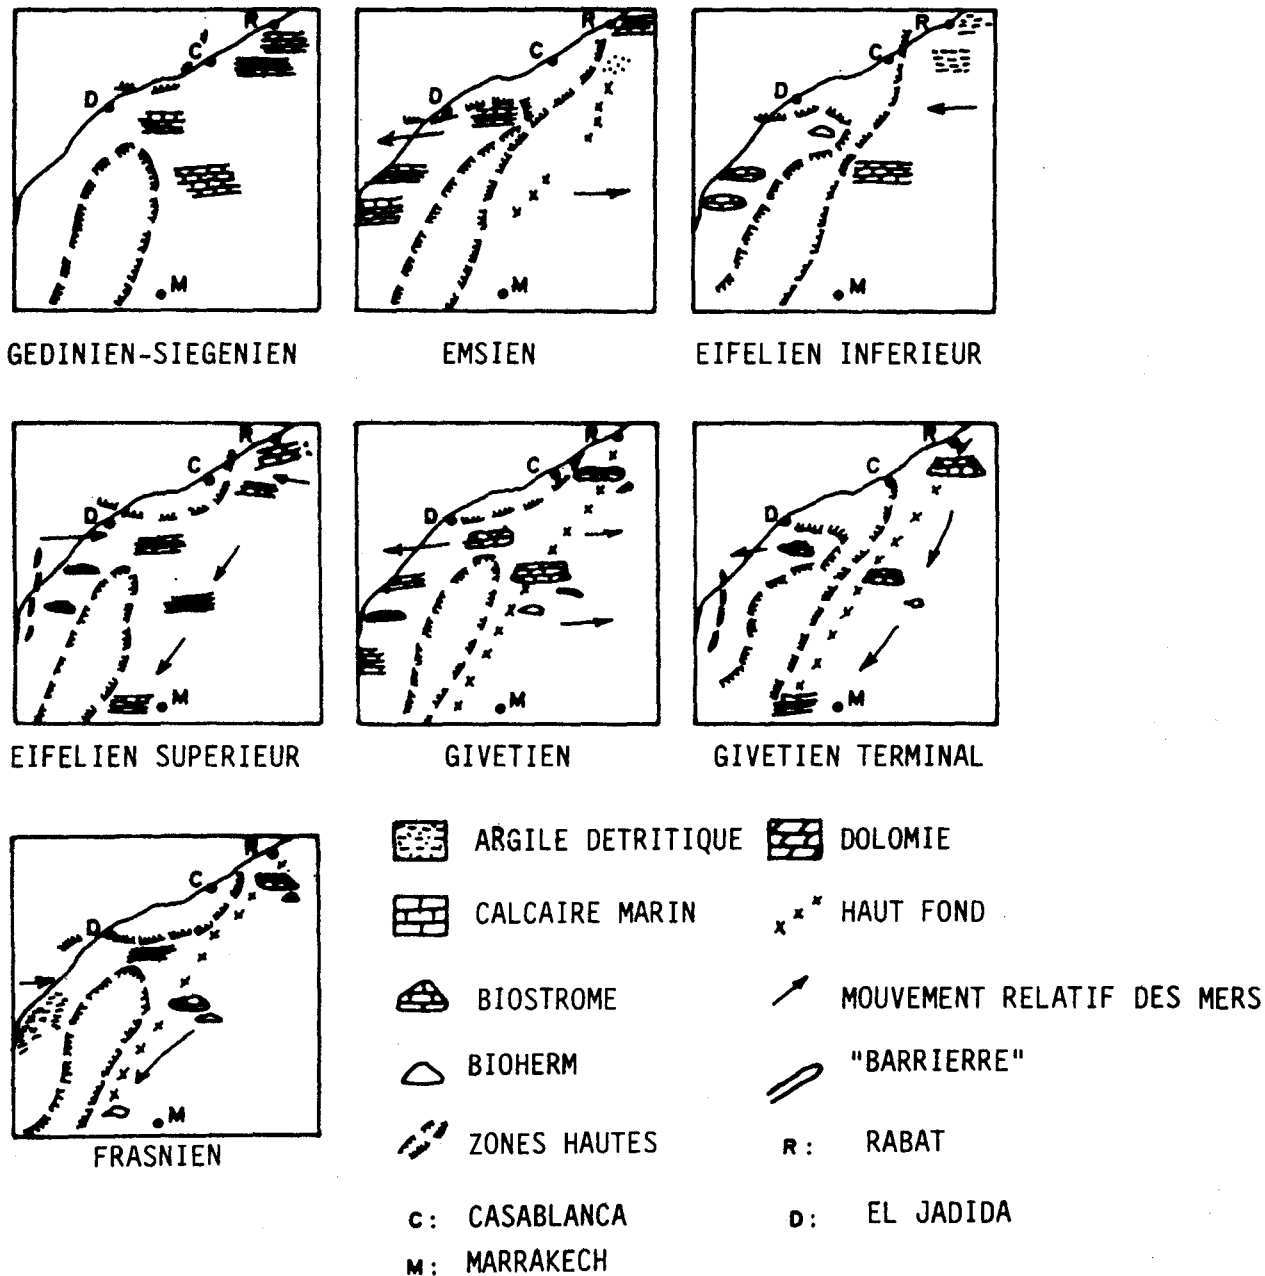 R
C
D
M
GEDINIEN-SIEGENIEN
R
C
D
M
EMSIEN
R
C
D
M
EIFELIEN INFERIEUR
R
C
D
M
EIFELIEN SUPERIEUR
R
C
D
M
GIVETIEN
R
C
D
M
GIVETIEN TERMINAL
R
C
D
M
FRASNIEN
ARGILE DETRITIQUE
DOLOMIE
CALCAIRE MARIN
HAUT FOND
BIOSTROME
MOUVEMENT RELATIF DES MERS
BIOHERM
"BARRIERRE"
ZONES HAUTES
R: RABAT
C: CASABLANCA
D: EL JADIDA
M: MARRAKECH